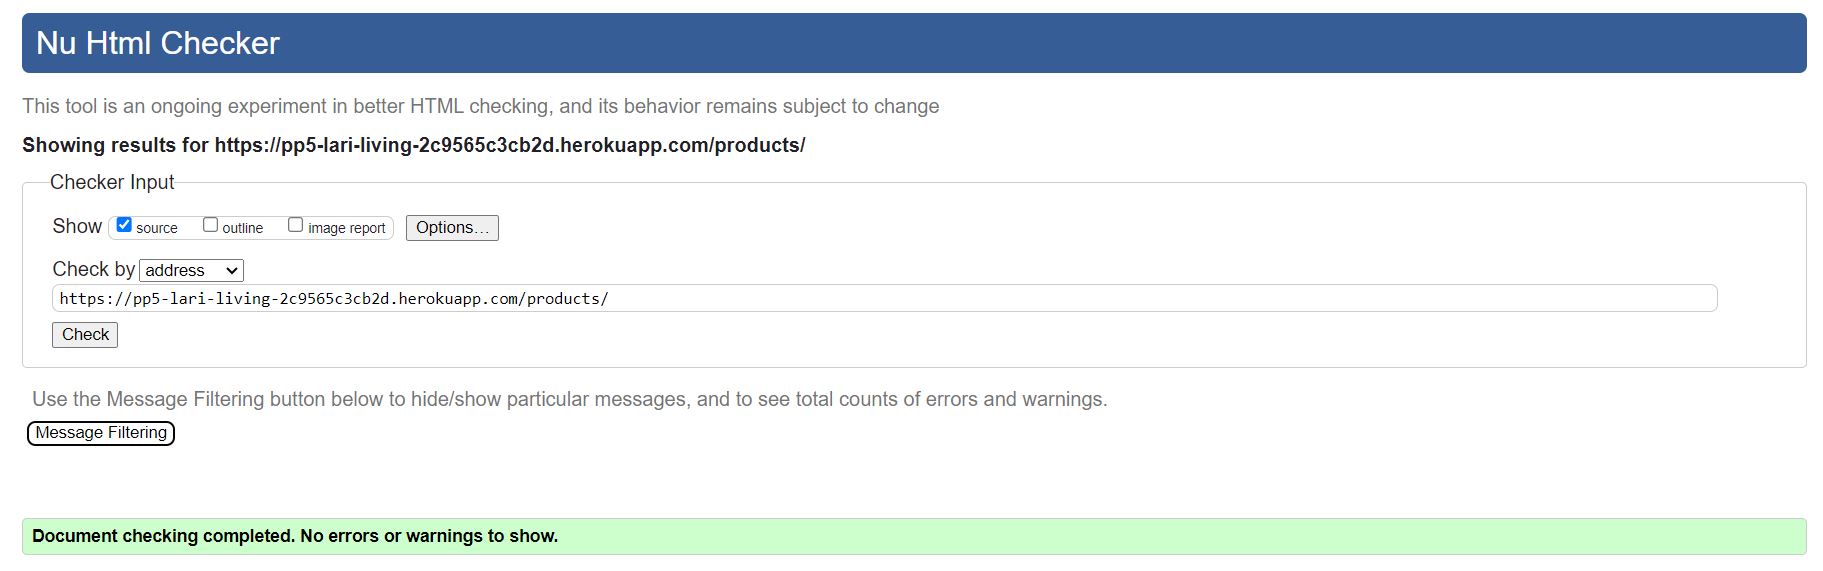 Nu Html Checker
This tool is an ongoing experiment in better HTML checking, and its behavior remains subject to change
Showing results for https://pp5-lari-living-2c9565c3cb2d.herokuapp.com/products/
Checker Input
Show source outline image report Options...
Check by address
https://pp5-lari-living-2c9565c3cb2d.herokuapp.com/products/
Check
Use the Message Filtering button below to hide/show particular messages, and to see total counts of errors and warnings.
Message Filtering
Document checking completed. No errors or warnings to show.